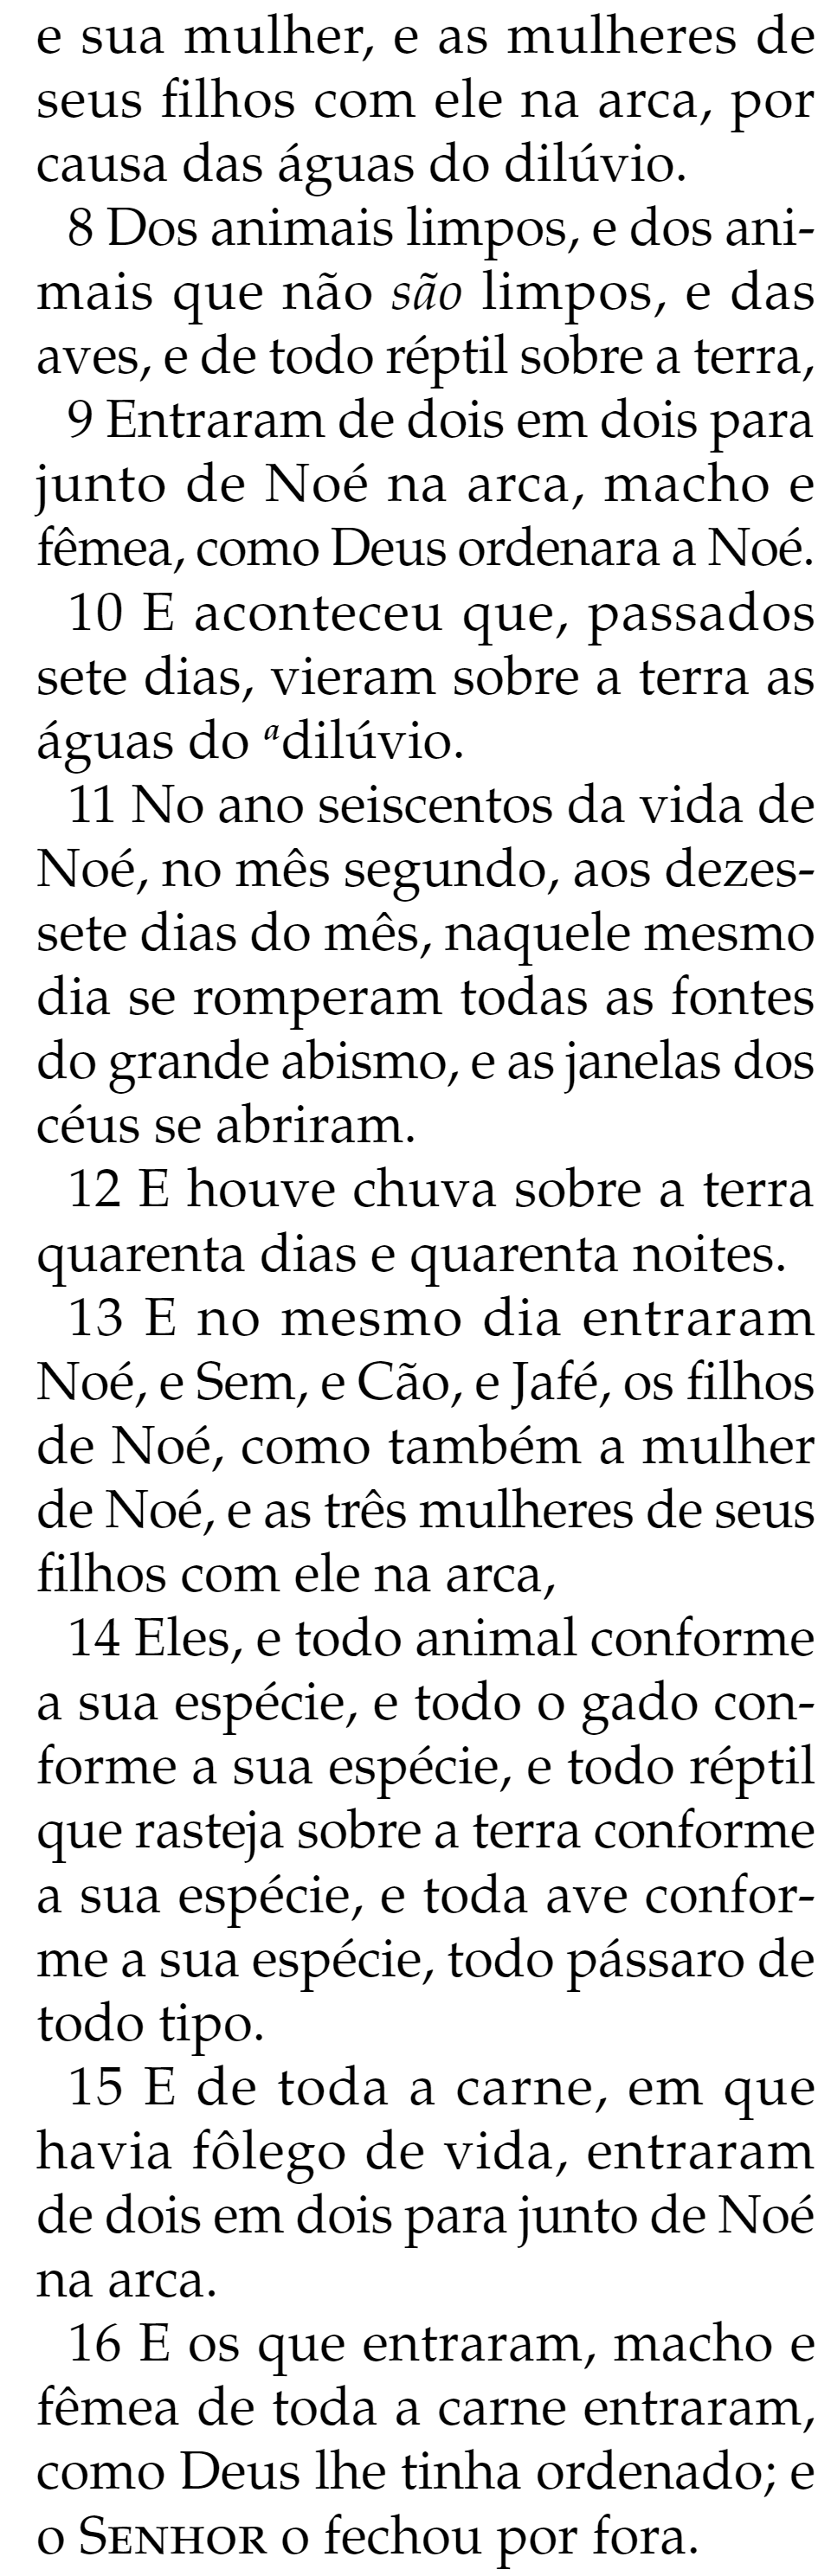 e sua mulher, e as mulheres de
seus filhos com ele na arca, por
causa das águas do dilúvio.
8 Dos animais limpos, e dos ani-
mais que não são limpos, e das
aves, e de todo réptil sobre a terra,
9 Entraram de dois em dois para
junto de Noé na arca, macho e
fêmea, como Deus ordenara a Noé.
10 E aconteceu que, passados
sete dias, vieram sobre a terra as
águas do ᵃdilúvio.
11 No ano seiscentos da vida de
Noé, no mês segundo, aos dezes-
sete dias do mês, naquele mesmo
dia se romperam todas as fontes
do grande abismo, e as janelas dos
céus se abriram.
12 E houve chuva sobre a terra
quarenta dias e quarenta noites.
13 E no mesmo dia entraram
Noé, e Sem, e Cão, e Jafé, os filhos
de Noé, como também a mulher
de Noé, e as três mulheres de seus
filhos com ele na arca,
14 Eles, e todo animal conforme
a sua espécie, e todo o gado con-
forme a sua espécie, e todo réptil
que rasteja sobre a terra conforme
a sua espécie, e toda ave confor-
me a sua espécie, todo pássaro de
todo tipo.
15 E de toda a carne, em que
havia fôlego de vida, entraram
de dois em dois para junto de Noé
na arca.
16 E os que entraram, macho e
fêmea de toda a carne entraram,
como Deus lhe tinha ordenado; e
o SENHOR o fechou por fora.